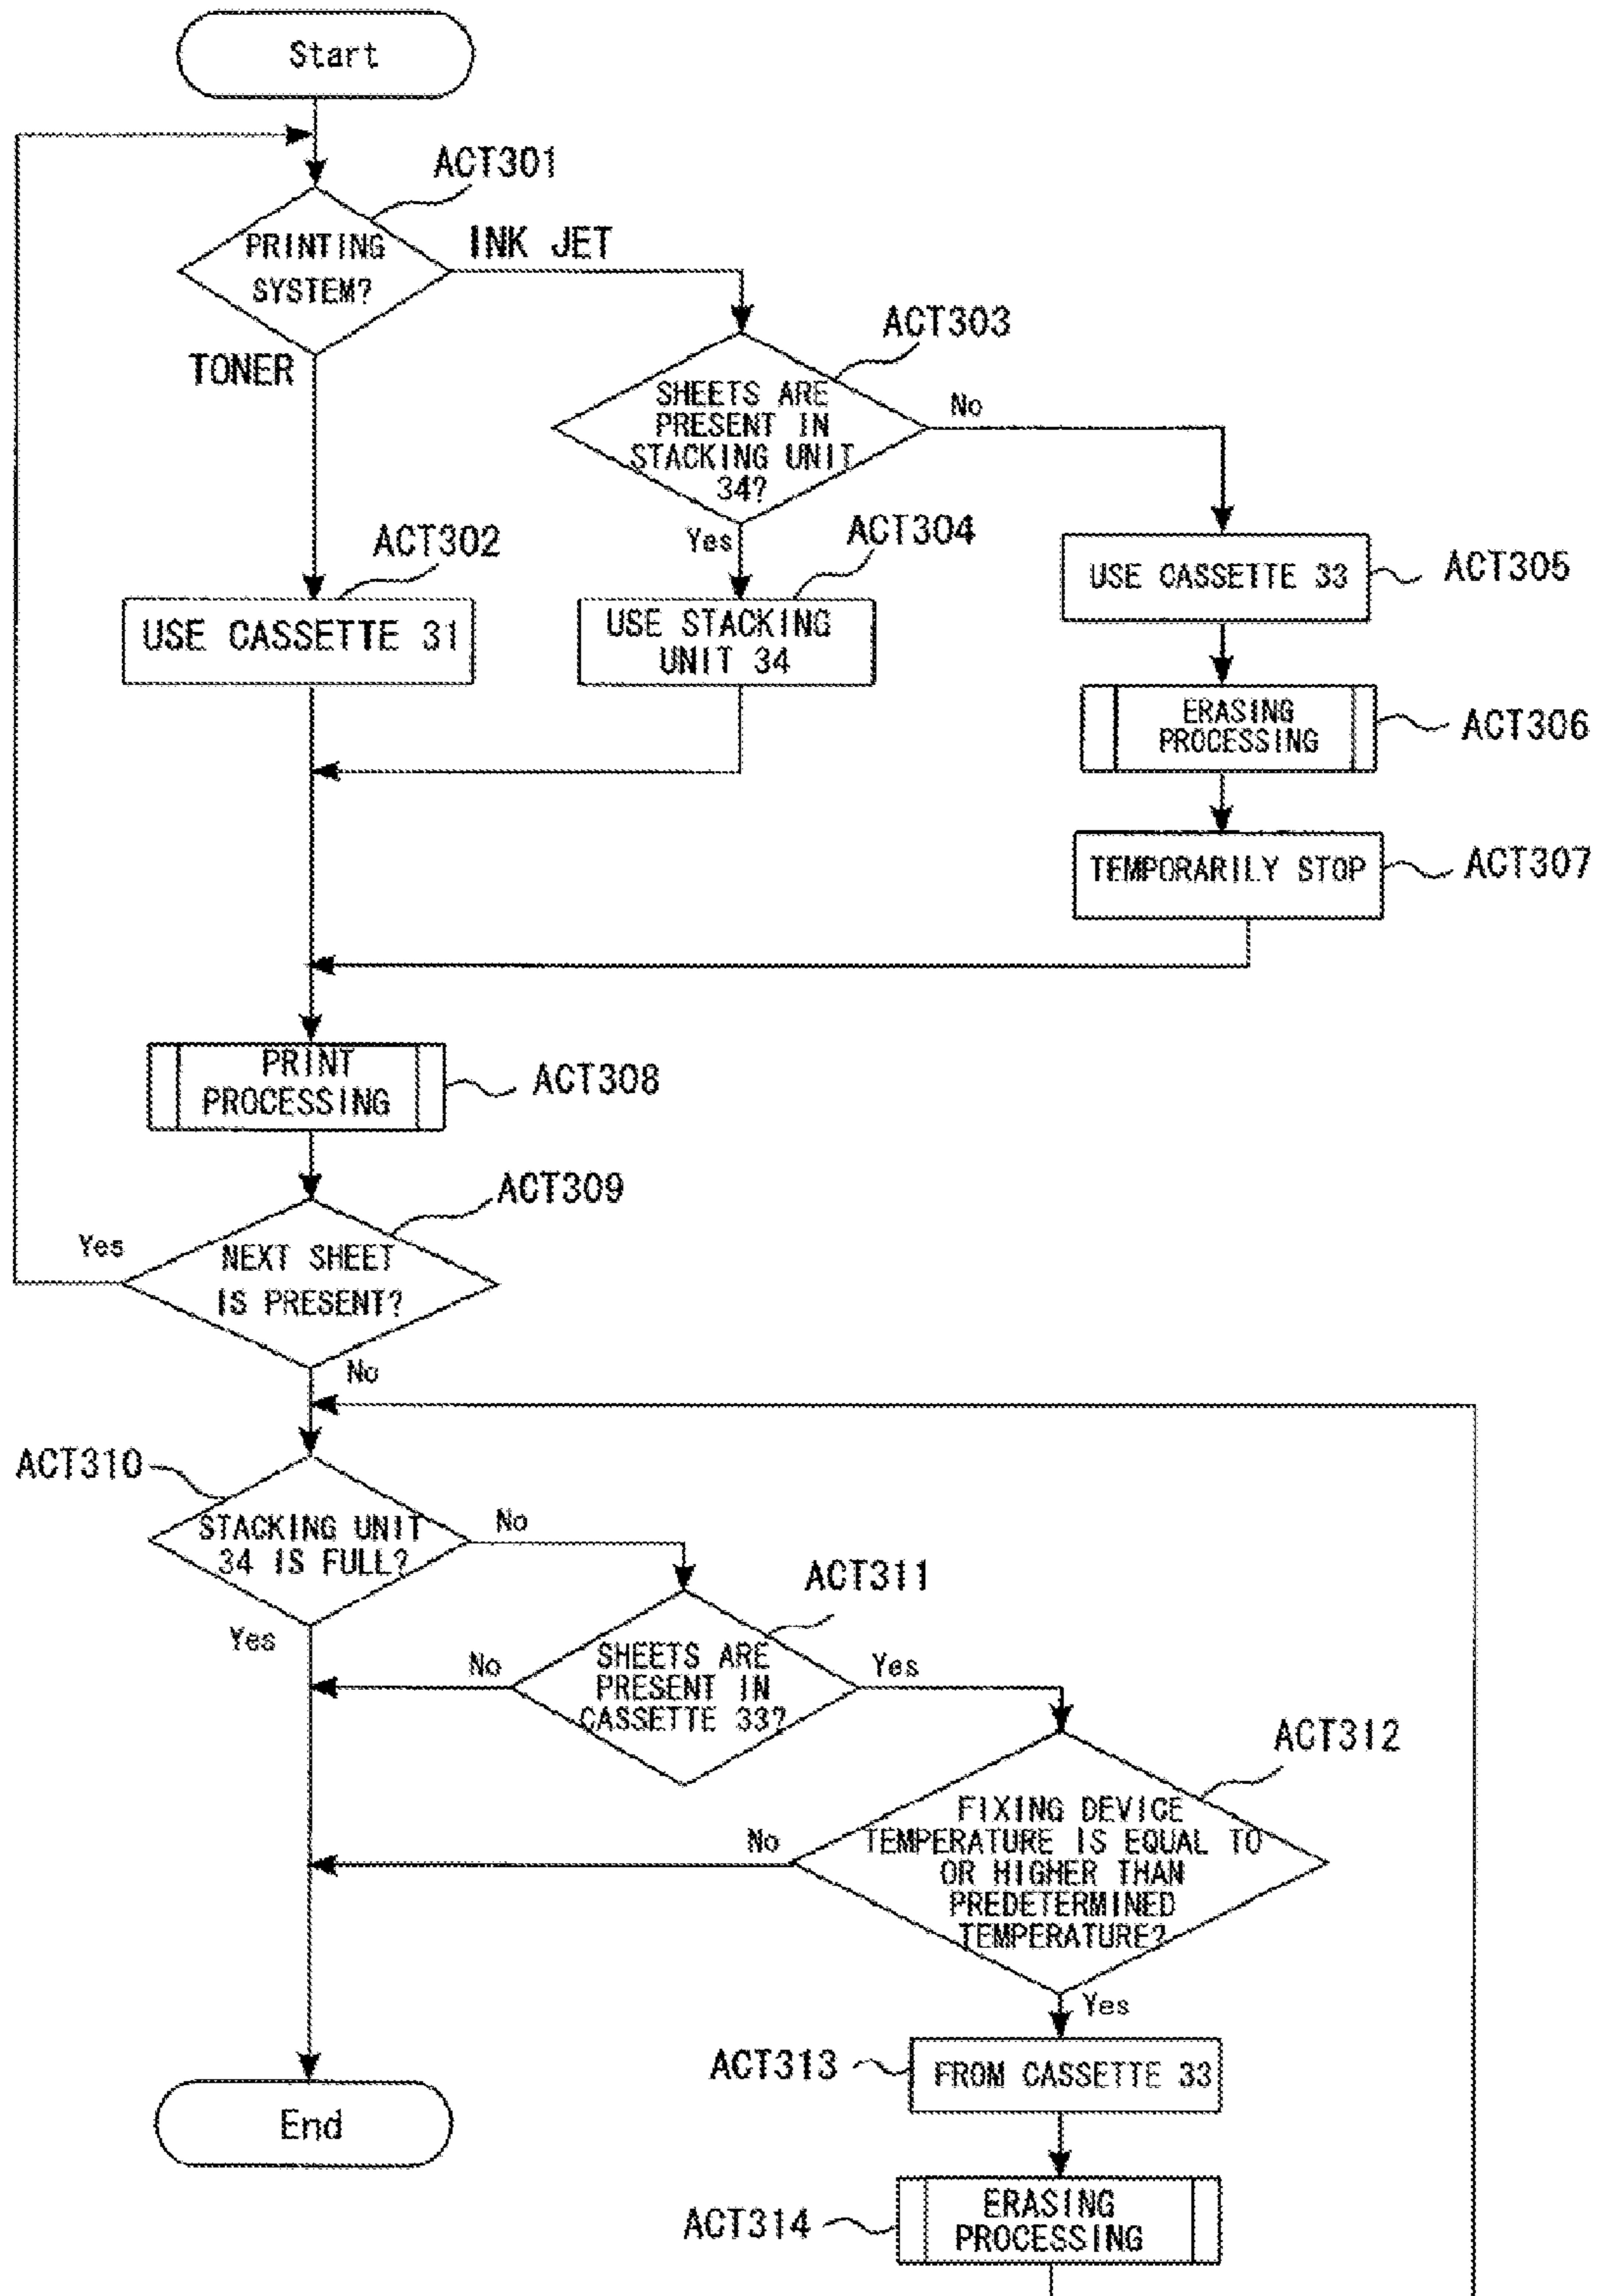 Start
ACT301
PRINTING
SYSTEM?
INK JET
TONER
ACT303
SHEETS ARE
PRESENT IN
STACKING UNIT
34?
No
Yes
ACT302
USE CASSETTE 31
ACT304
USE STACKING
UNIT 34
USE CASSETTE 33
ACT305
ERASING
PROCESSING
ACT306
TEMPORARILY STOP
ACT307
PRINT
PROCESSING
ACT308
ACT309
NEXT SHEET
IS PRESENT?
Yes
No
ACT310
STACKING UNIT
34 IS FULL?
No
Yes
ACT311
SHEETS ARE
PRESENT IN
CASSETTE 33?
No
Yes
ACT312
FIXING DEVICE
TEMPERATURE IS EQUAL TO
OR HIGHER THAN
PREDETERMINED
TEMPERATURE?
No
Yes
ACT313
FROM CASSETTE 33
End
ACT314
ERASING
PROCESSING